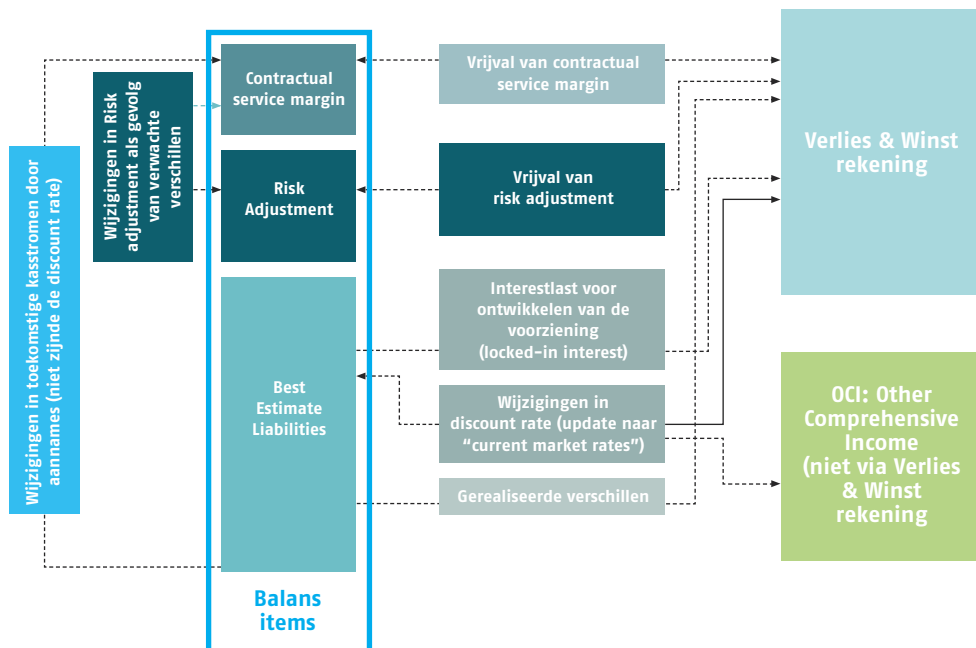 Wijzigingen in toekomstige kasstromen door
aannames (niet zijnde de discount rate)
Wijzigingen in Risk
adjustment als gevolg
van verwachte
verschillen
Contractual
service margin
Risk
Adjustment
Best
Estimate
Liabilities
Balans
items
Vrijval van contractual
service margin
Vrijval van
risk adjustment
Interestlast voor
ontwikkelen van de
voorziening
(locked-in interest)
Wijzigingen in
discount rate (update naar
“current market rates”)
Gerealiseerde verschillen
Verlies & Winst
rekening
OCI: Other
Comprehensive
Income
(niet via Verlies
& Winst
rekening